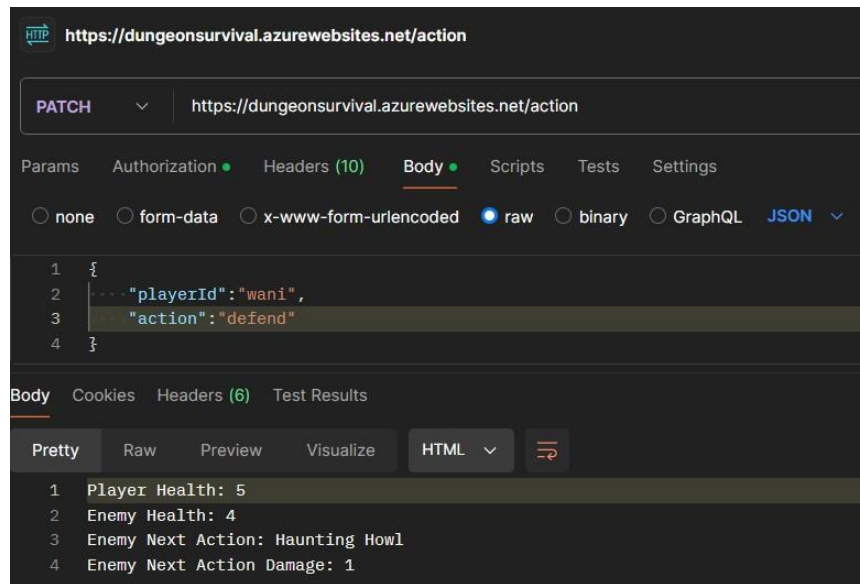 HTTP https://dungeonsurvival.azurewebsites.net/action
PATCH https://dungeonsurvival.azurewebsites.net/action
Params Authorization Headers (10) Body Scripts Tests Settings
none form-data x-www-form-urlencoded raw binary GraphQL JSON
1 {
2 ····"playerId":"wani",
3 ····"action":"defend"
4 }
Body Cookies Headers (6) Test Results
Pretty Raw Preview Visualize HTML
1 Player Health: 5
2 Enemy Health: 4
3 Enemy Next Action: Haunting Howl
4 Enemy Next Action Damage: 1